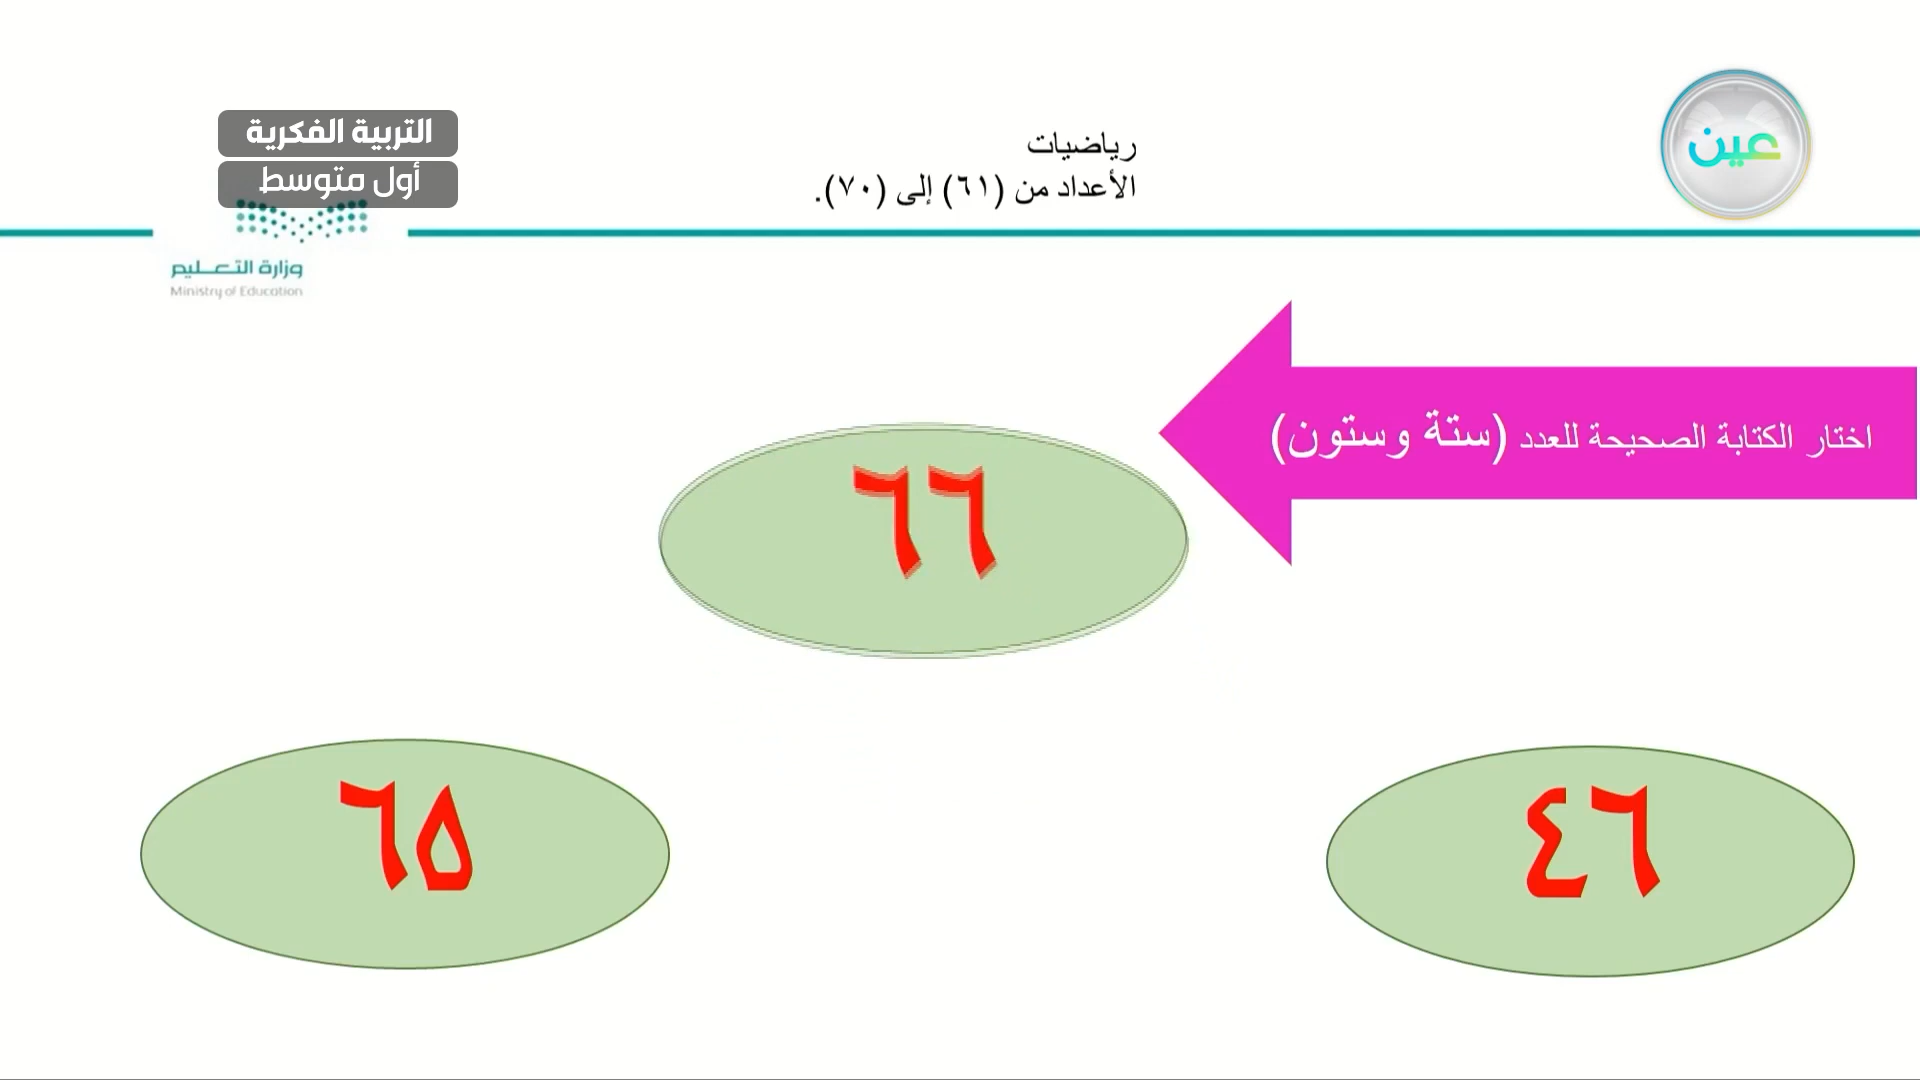 عين
رياضيات
الأعداد من (٦١) إلى (٧٠).
التربية الفكرية
أول متوسط
وزارة التعليم
Ministry of Education
اختار الكتابة الصحيحة للعدد (ستة وستون)
٦٦
٤٦
٦٥